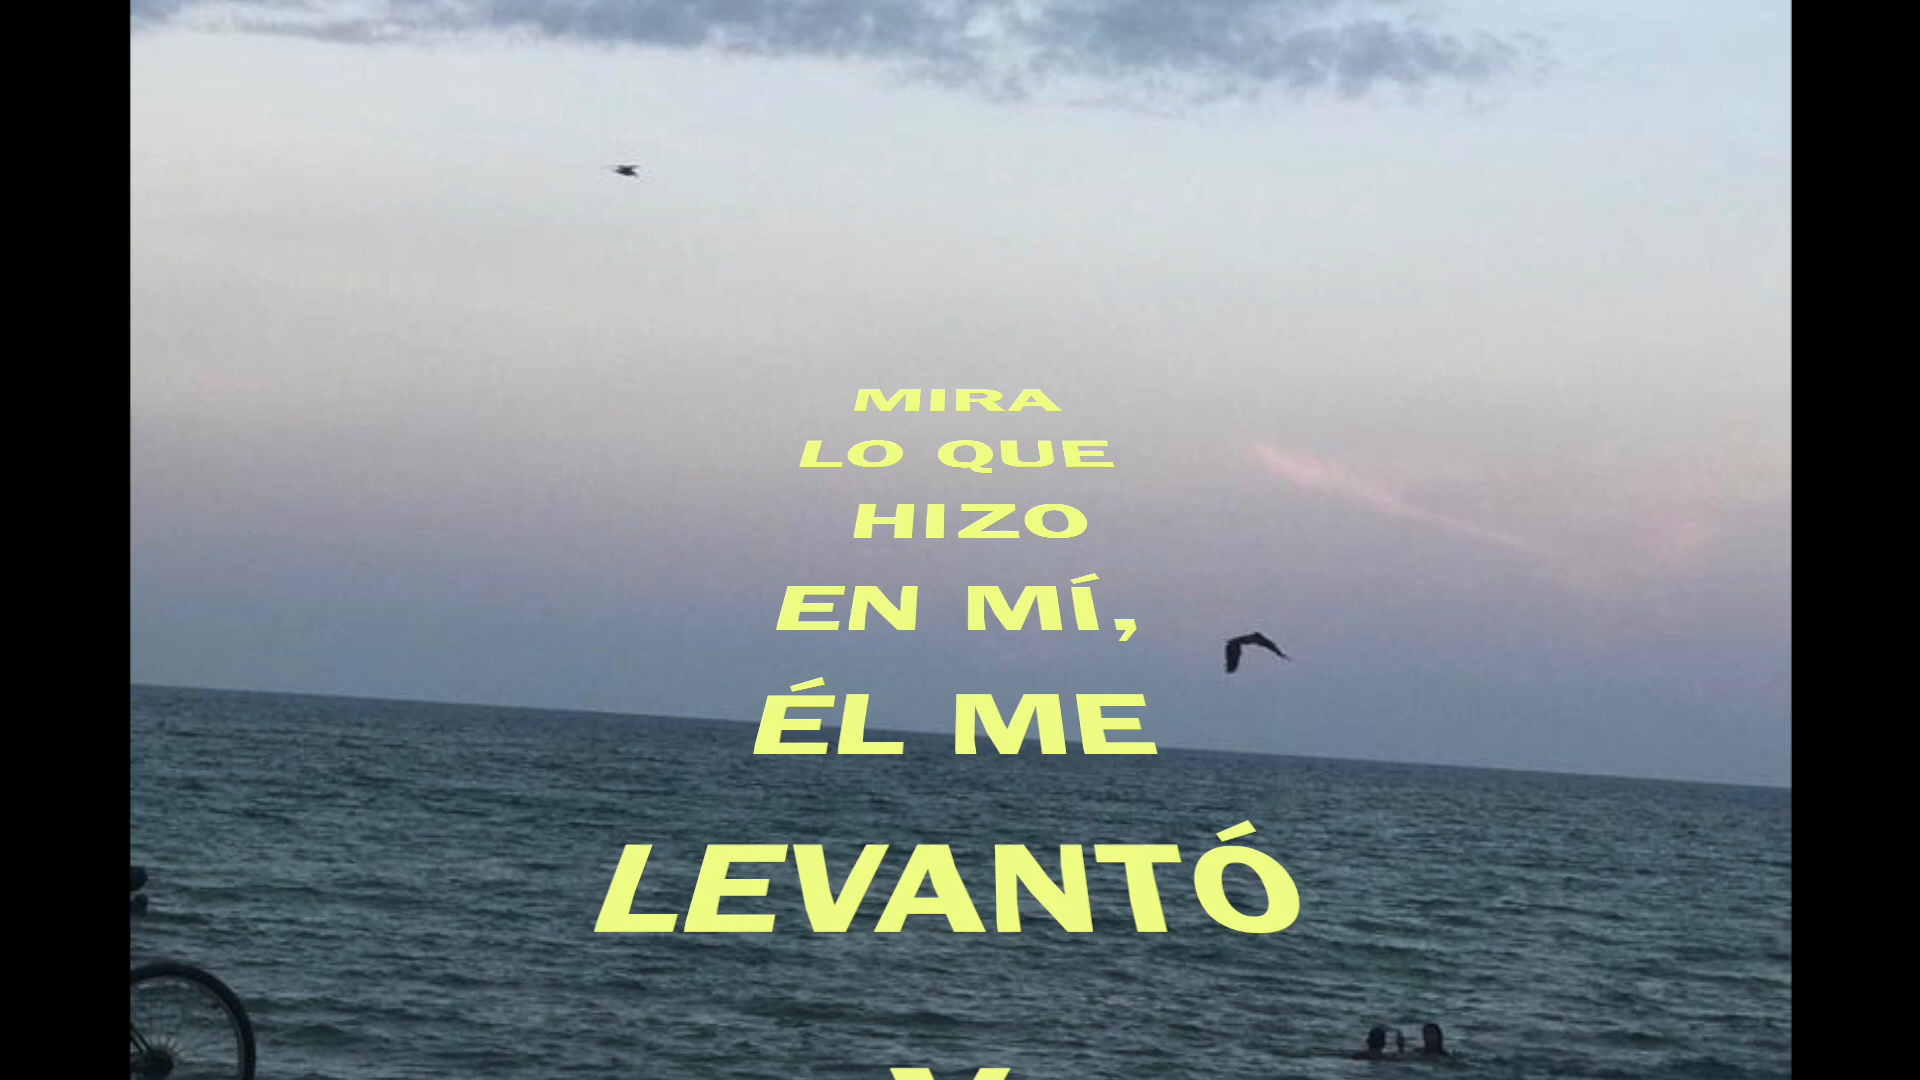 MIRA
LO QUE
HIZO
EN MÍ,
ÉL ME
LEVANTÓ